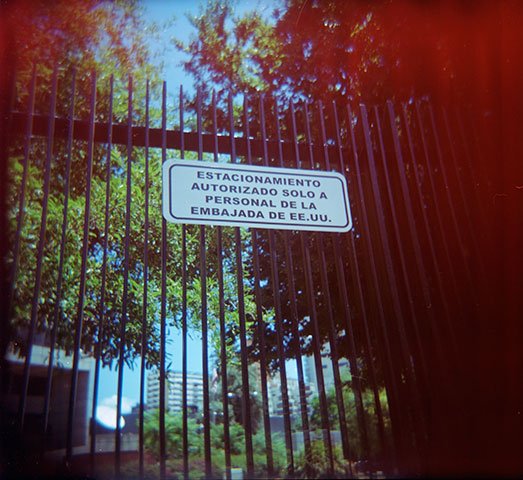 ESTACIONAMIENTO
AUTORIZADO SOLO A
PERSONAL DE LA
EMBAJADA DE EE.UU.